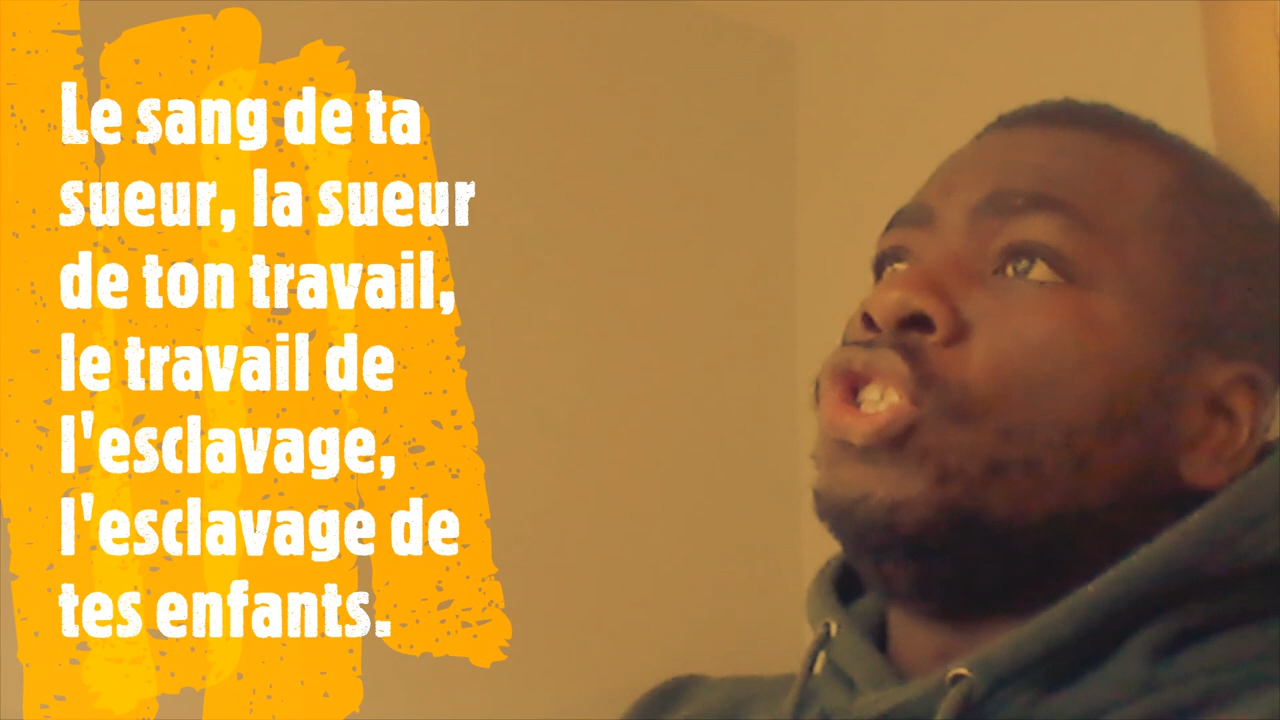 Le sang de ta
sueur, la sueur
de ton travail,
le travail de
l'esclavage,
l'esclavage de
tes enfants.